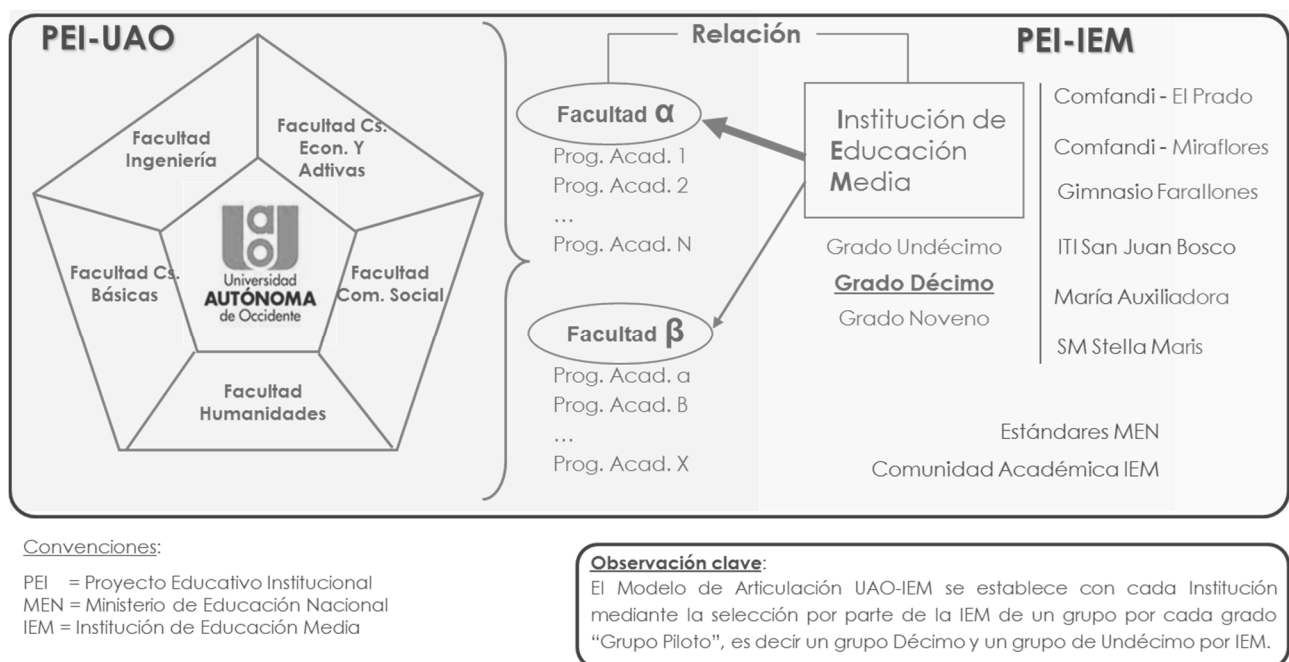 PEI-UAO
Facultad
Ingeniería
Facultad Cs.
Econ. Y
Adtivas
Facultad Cs.
Básicas
UAO
Universidad
AUTÓNOMA
de Occidente
Facultad
Com. Social
Facultad
Humanidades
Relación
Facultad α
Prog. Acad. 1
Prog. Acad. 2
...
Prog. Acad. N
Facultad β
Prog. Acad. a
Prog. Acad. B
...
Prog. Acad. X
Institución de
Educación
Media
Grado Undécimo
Grado Décimo
Grado Noveno
PEI-IEM
Comfandi - El Prado
Comfandi - Miraflores
Gimnasio Farallones
ITI San Juan Bosco
María Auxiliadora
SM Stella Maris
Estándares MEN
Comunidad Académica IEM
Convenciones:
PEI = Proyecto Educativo Institucional
MEN = Ministerio de Educación Nacional
IEM = Institución de Educación Media
Observación clave:
El Modelo de Articulación UAO-IEM se establece con cada Institución
mediante la selección por parte de la IEM de un grupo por cada grado
“Grupo Piloto”, es decir un grupo Décimo y un grupo de Undécimo por IEM.